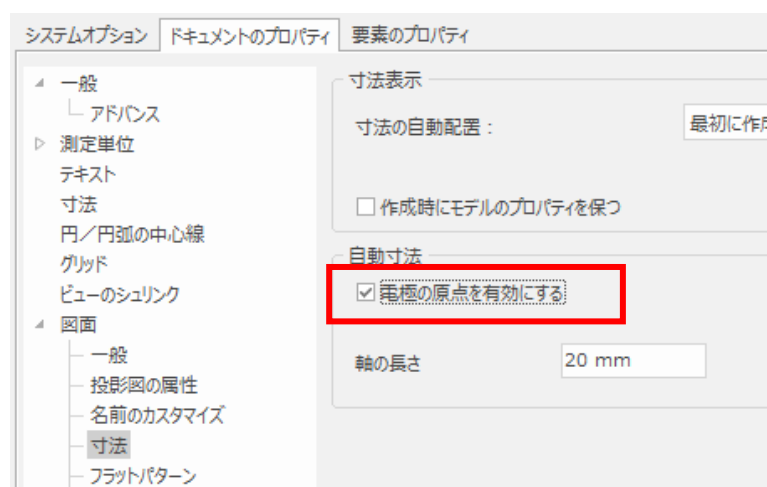 システムオプション ドキュメントのプロパティ 要素のプロパティ
一般
アドバンス
測定単位
テキスト
寸法
円／円弧の中心線
グリッド
ビューのシュリンク
図面
一般
投影図の属性
名前のカスタマイズ
寸法
フラットパターン
寸法表示
寸法の自動配置：
最初に作成
作成時にモデルのプロパティを保つ
自動寸法
電極の原点を有効にする
軸の長さ
20 mm